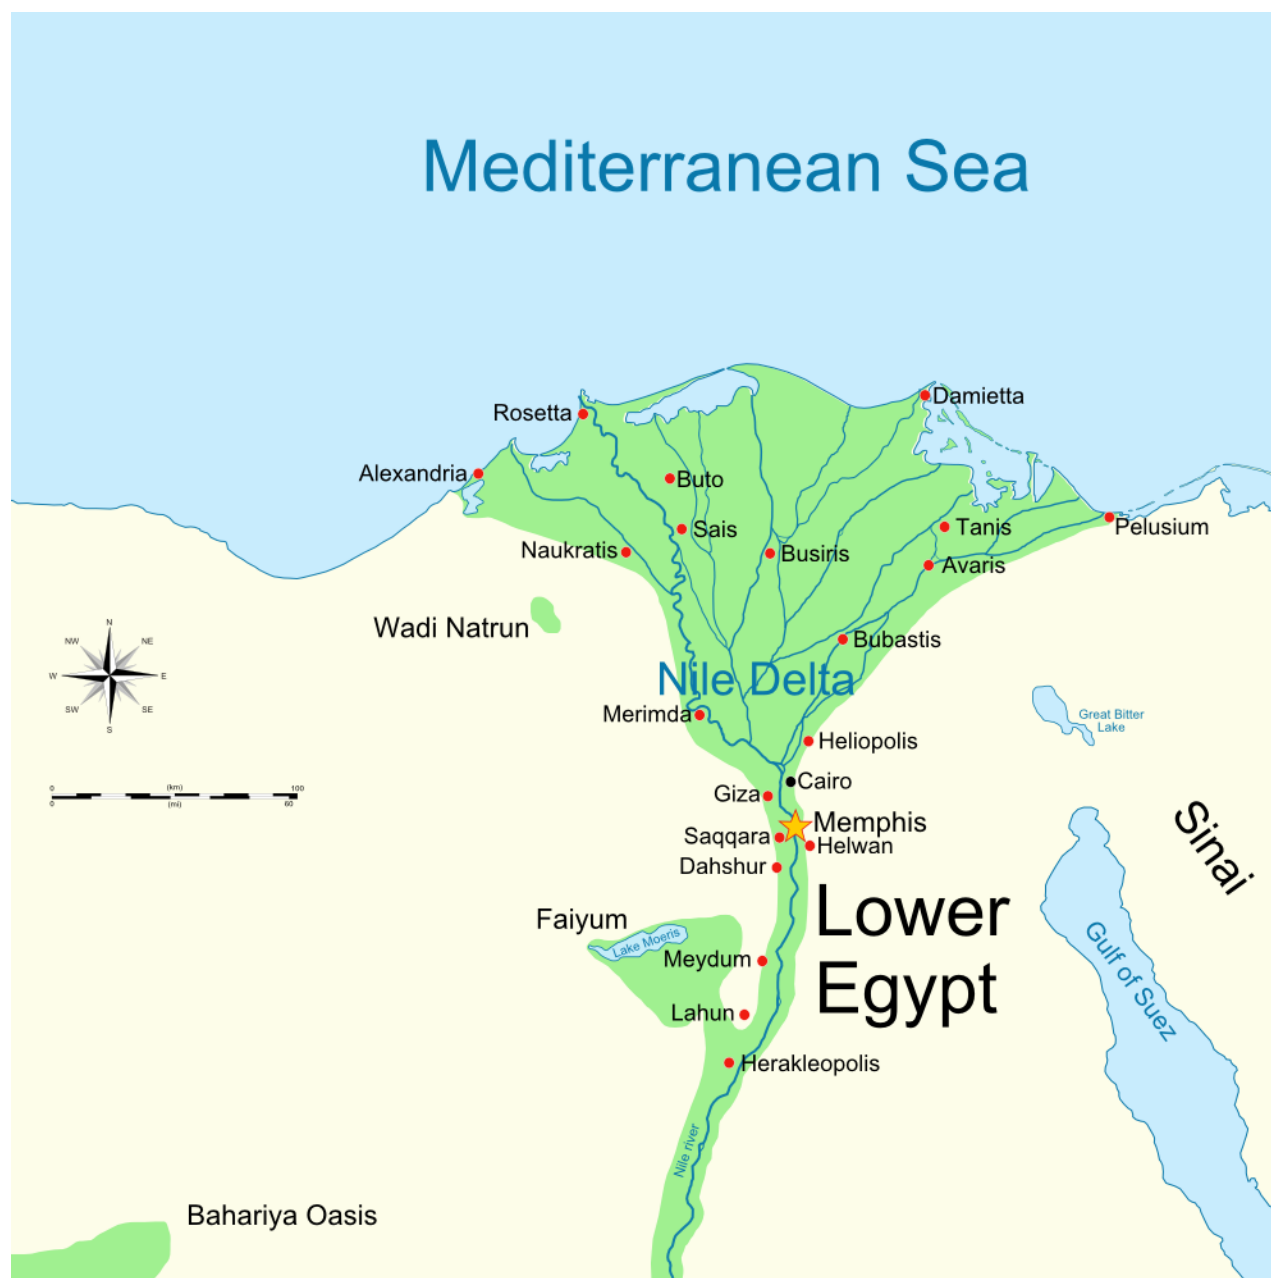 Mediterranean Sea
Damietta
Rosetta
Alexandria
Buto
Sais
Tanis
Pelusium
Naukratis
Busiris
Avaris
Wadi Natrun
Bubastis
N
NW
NE
W
E
SW
SE
S
Nile Delta
Merimda
Great Bitter
Lake
Heliopolis
Cairo
0
(km)
100
0
(mi)
60
Giza
Memphis
Saqqara
Helwan
Dahshur
Sinai
Lower
Egypt
Faiyum
Lake Moeris
Meydum
Gulf of Suez
Lahun
Herakleopolis
Nile river
Bahariya Oasis